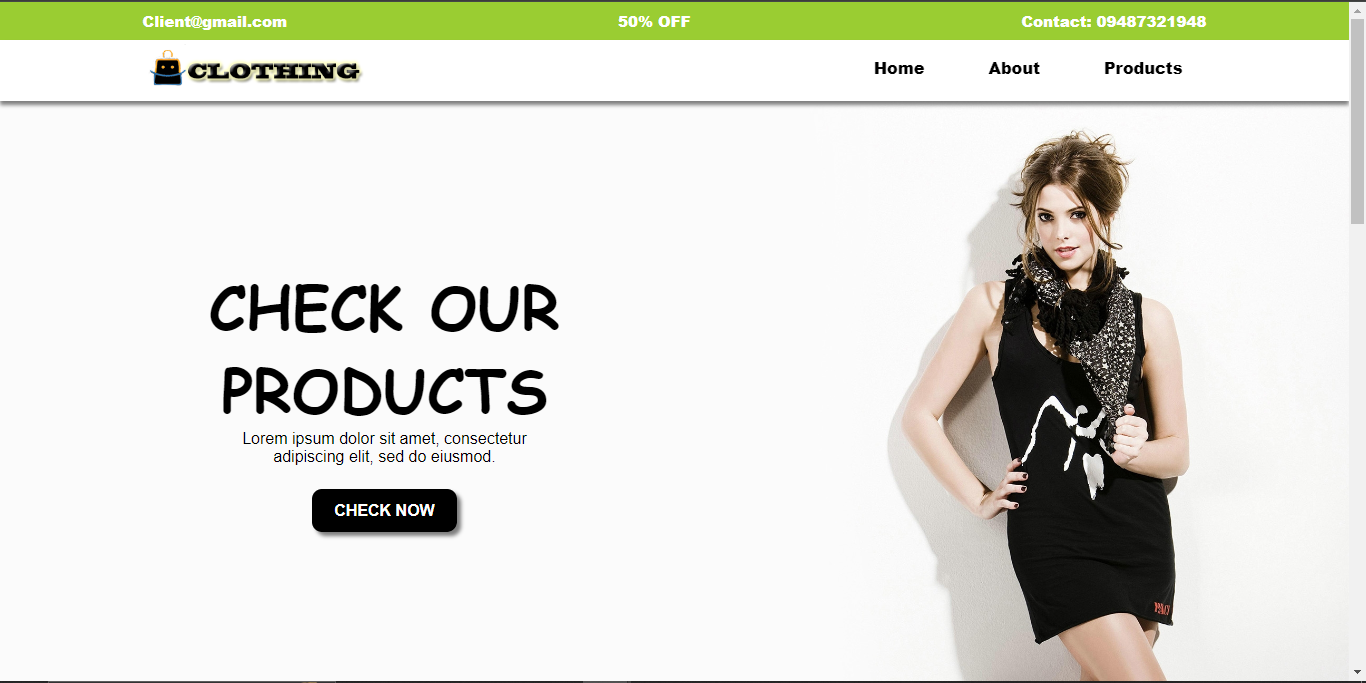 Client@gmail.com 50% OFF Contact: 09487321948
CLOTHING Home About Products
CHECK OUR
PRODUCTS
Lorem ipsum dolor sit amet, consectetur
adipiscing elit, sed do eiusmod.
CHECK NOW